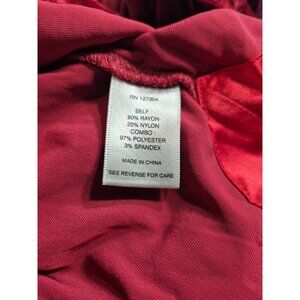 RN 127304
SELF :
80% RAYON
20% NYLON
COMBO :
97% POLYESTER
3% SPANDEX
MADE IN CHINA
SEE REVERSE FOR CARE